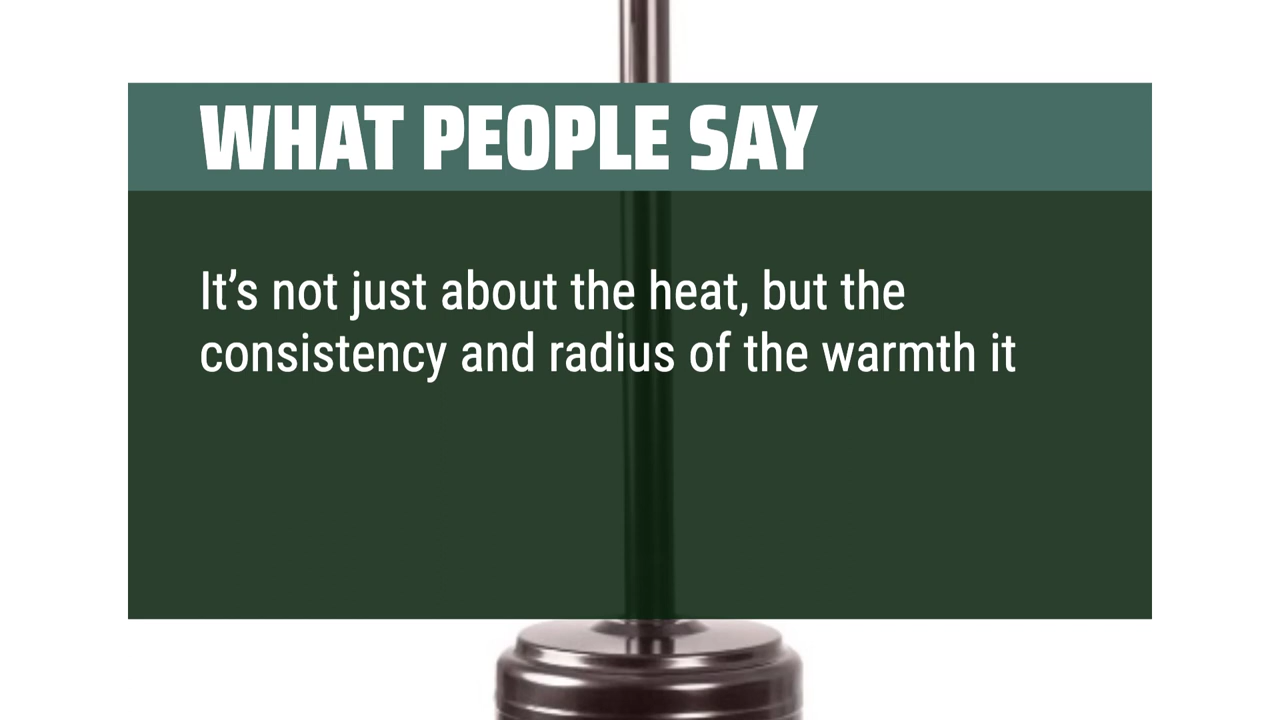 WHAT PEOPLE SAY
It’s not just about the heat, but the
consistency and radius of the warmth it